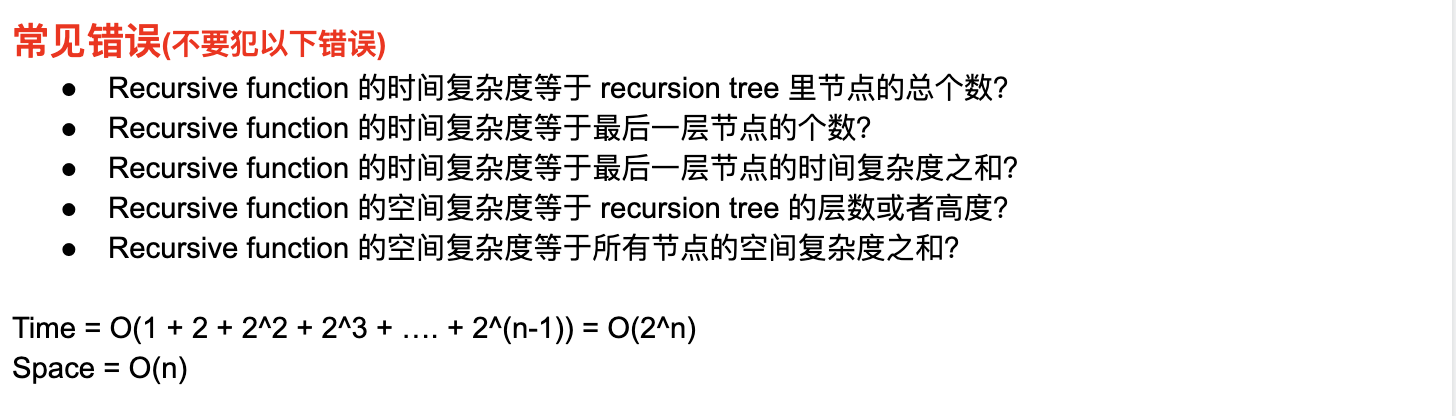 常见错误(不要犯以下错误)
● Recursive function 的时间复杂度等于 recursion tree 里节点的总个数?
● Recursive function 的时间复杂度等于最后一层节点的个数?
● Recursive function 的时间复杂度等于最后一层节点的时间复杂度之和?
● Recursive function 的空间复杂度等于 recursion tree 的层数或者高度?
● Recursive function 的空间复杂度等于所有节点的空间复杂度之和?
Time = O(1 + 2 + 2^2 + 2^3 + .... + 2^(n-1)) = O(2^n)
Space = O(n)